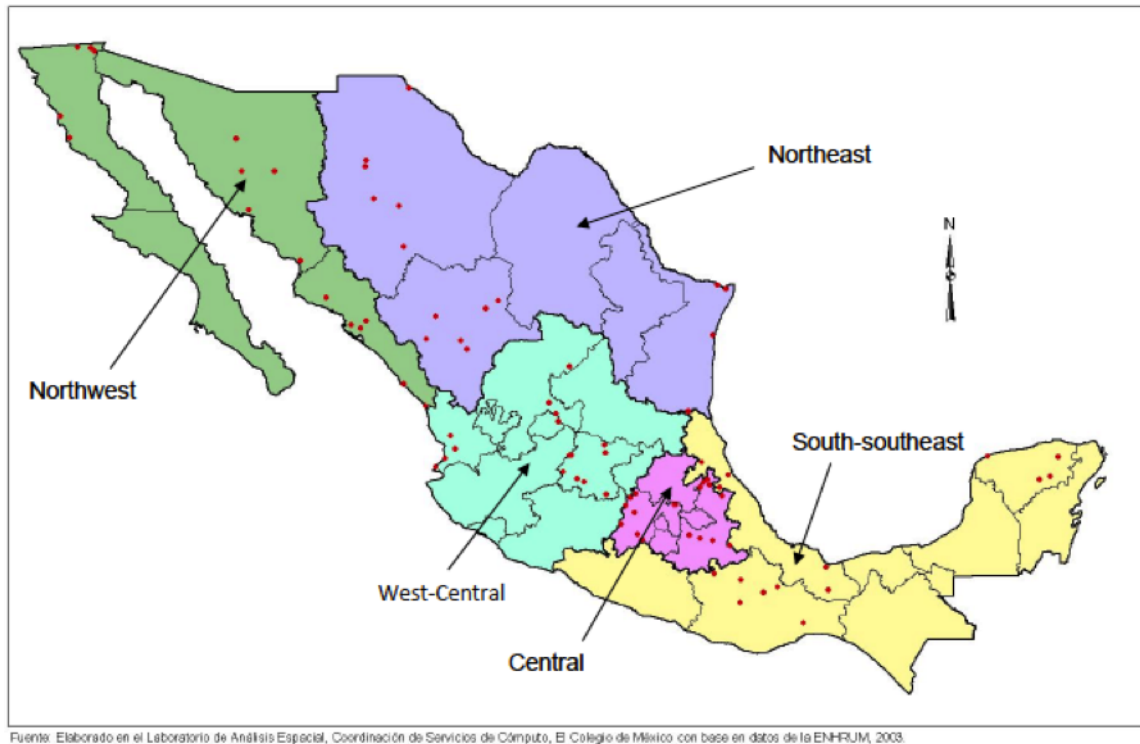 Northeast
N
Northwest
South-southeast
West-Central
Central
Fuente: Elaborado en el Laboratorio de Análisis Espacial, Coordinación de Servicios de Cómputo, El Colegio de México con base en datos de la ENHRUM, 2003.